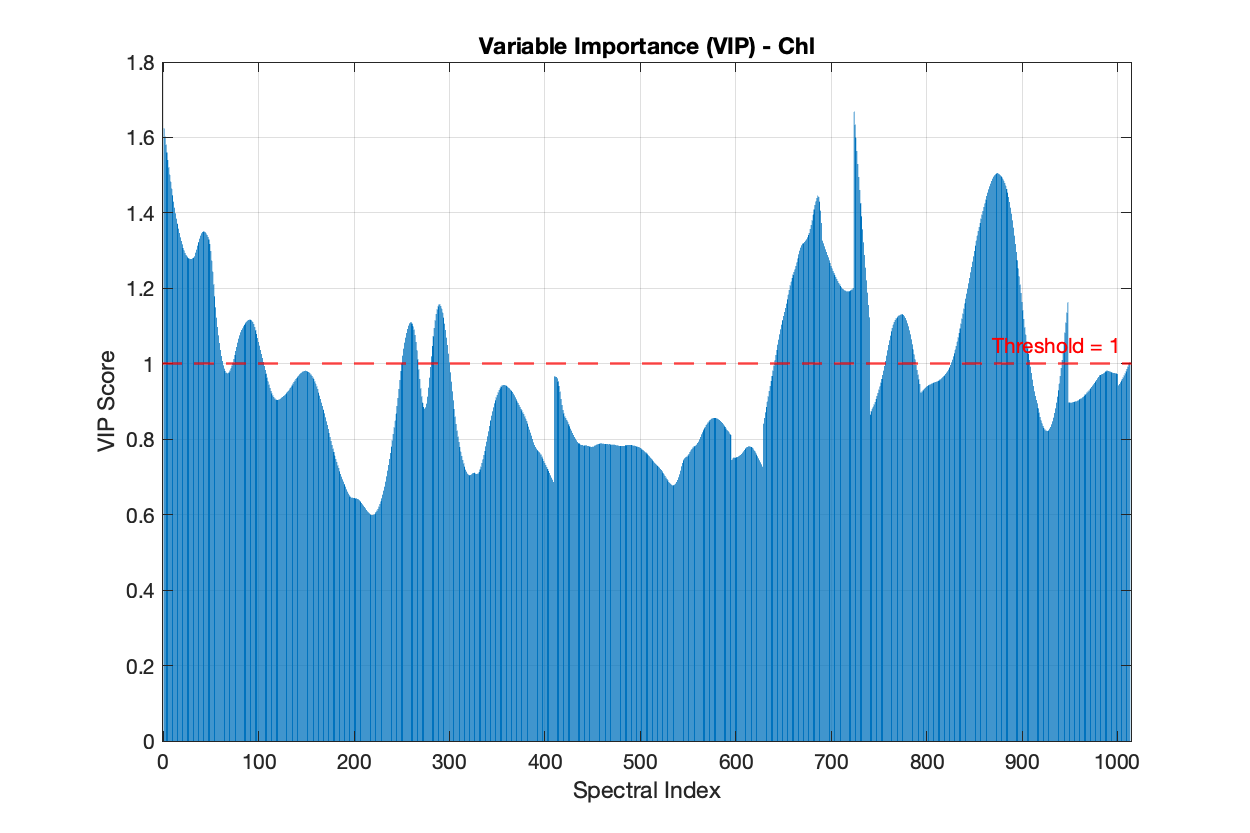 Variable Importance (VIP) - Chl
1.8
1.6
1.4
1.2
1
0.8
0.6
0.4
0.2
0
VIP Score
Threshold = 1
0 100 200 300 400 500 600 700 800 900 1000
Spectral Index